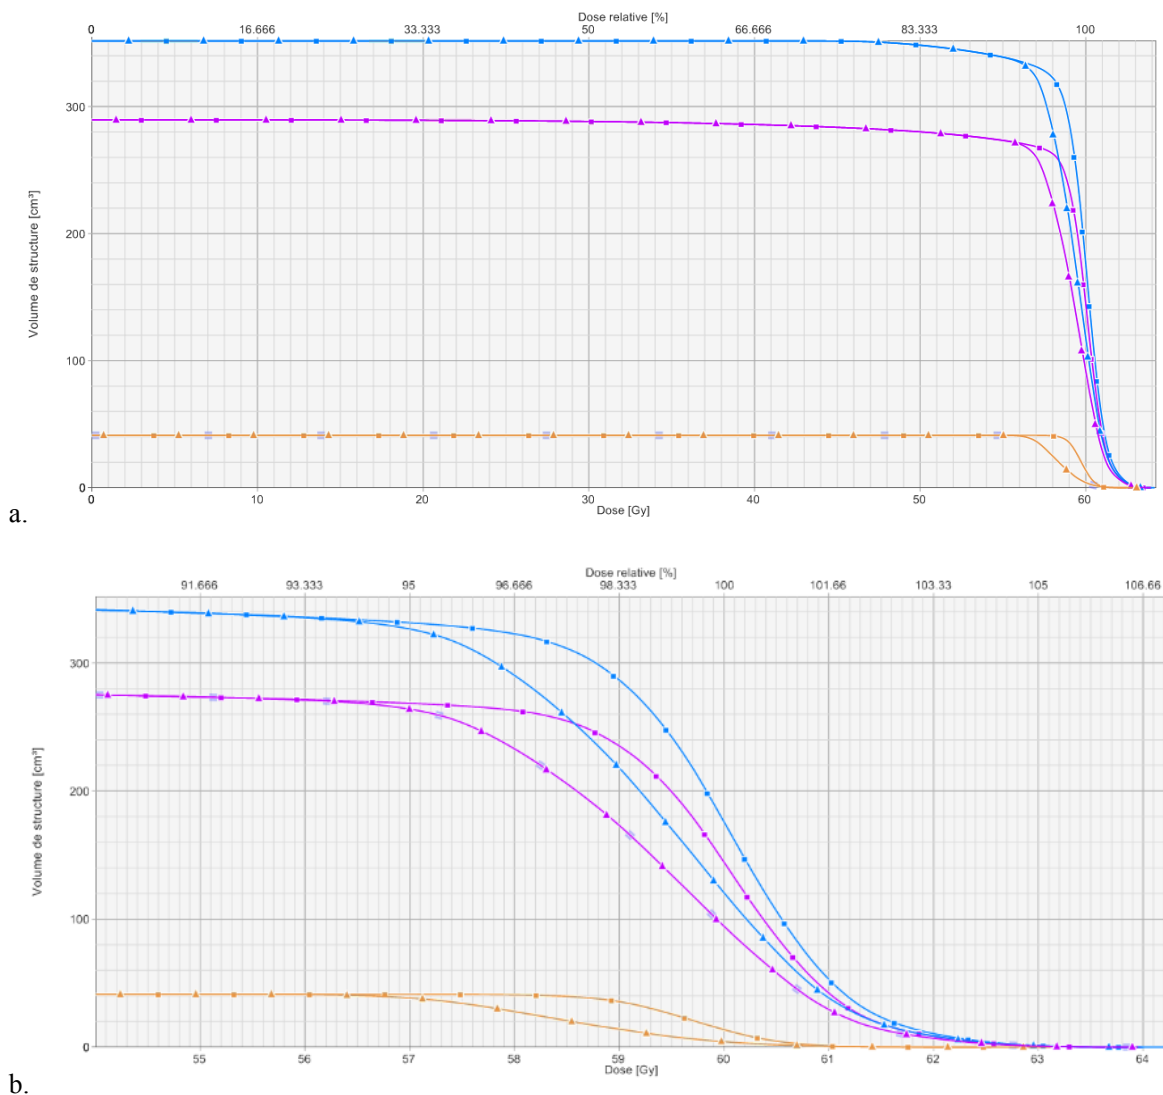 Dose relative [%]
0 16.666 33.333 50 66.666 83.333 100
Volume de structure [cm³]
300
200
100
0
0 10 20 30 40 50 60
Dose [Gy]
a.
Dose relative [%]
91.666 93.333 95 96.666 98.333 100 101.66 103.33 105 106.66
Volume de structure [cm³]
300
200
100
0
55 56 57 58 59 60 61 62 63 64
Dose [Gy]
b.